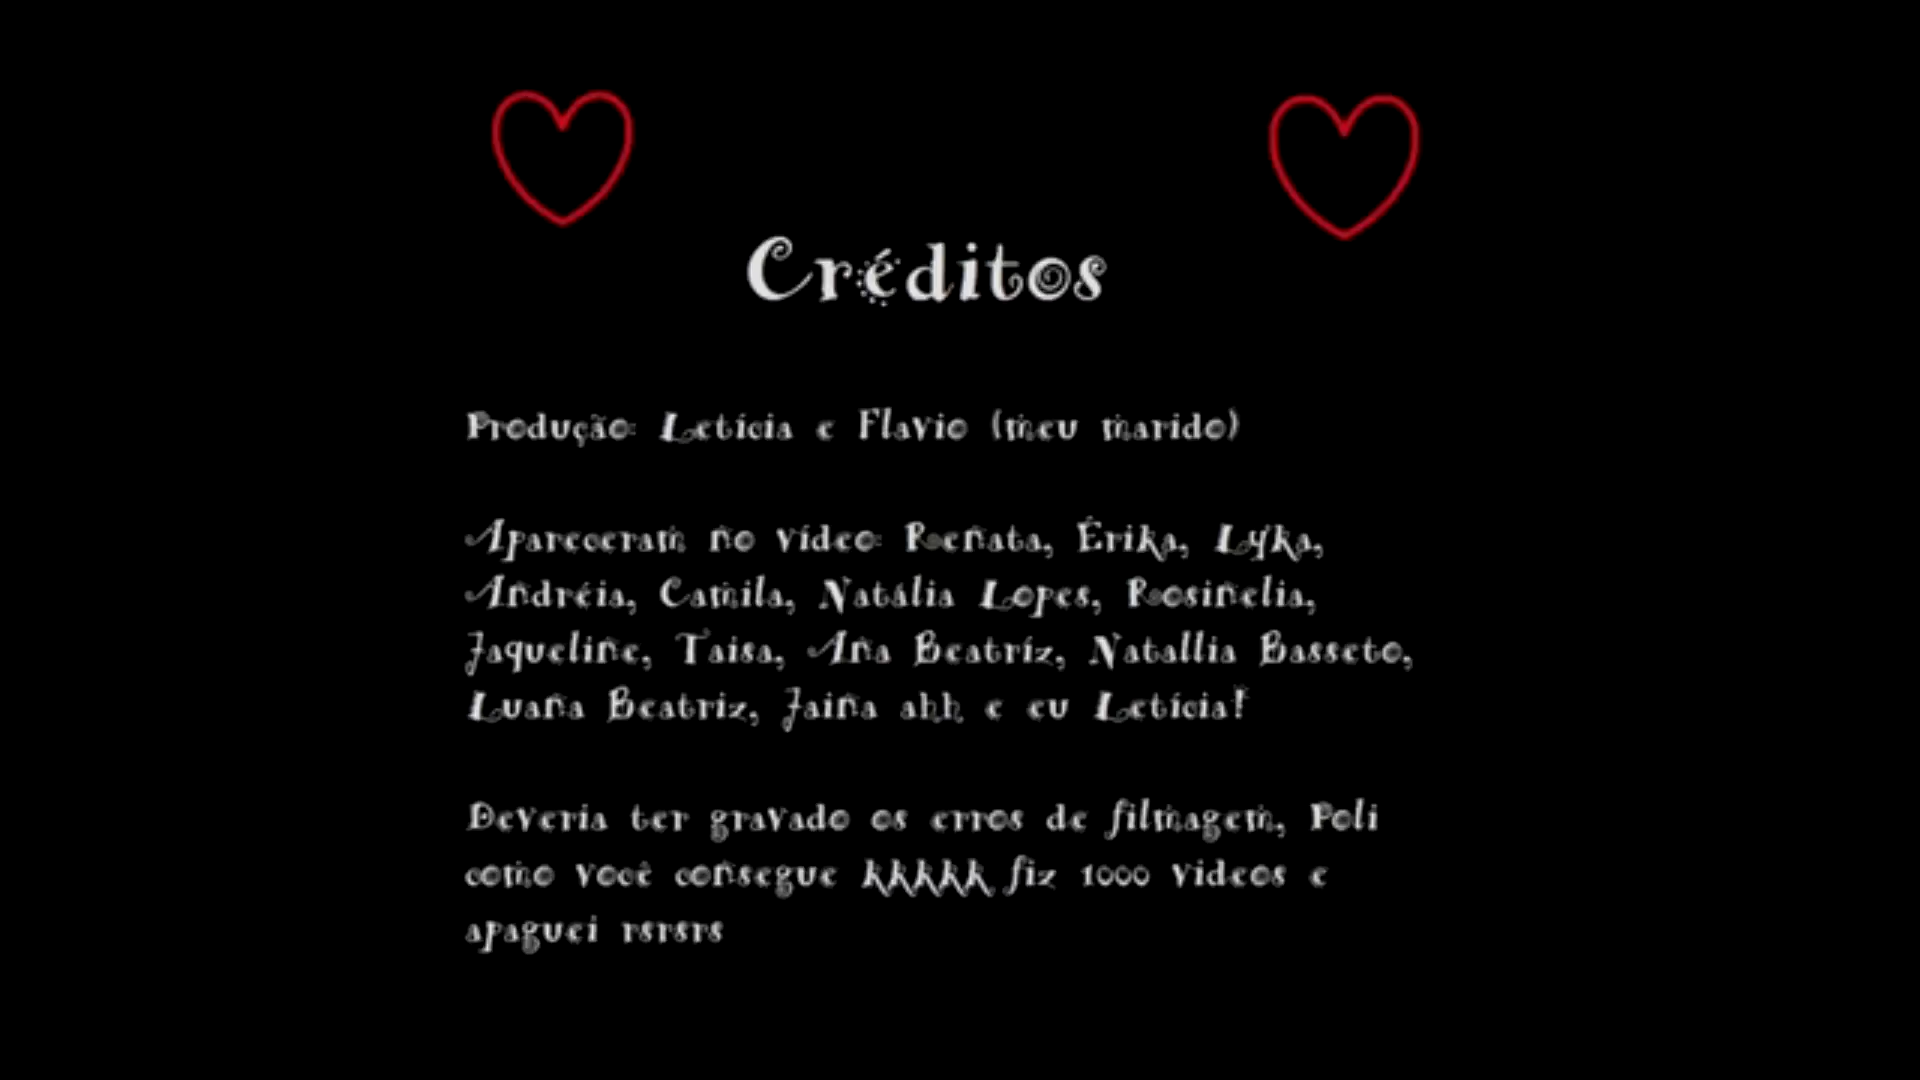 Créditos
Produção: Letícia e Flavio (meu marido)
Apareceram no vídeo: Renata, Érika, Lyka,
Andréia, Camila, Natália Lopes, Rosinelia,
Jaqueline, Taisa, Ana Beatríz, Natallia Basseto,
Luana Beatriz, Jaina ahh e eu Letícia!
Deveria ter gravado os erros de filmagem, Poli
como você consegue kkkkk fiz 1000 videos e
apaguei rsrsrs